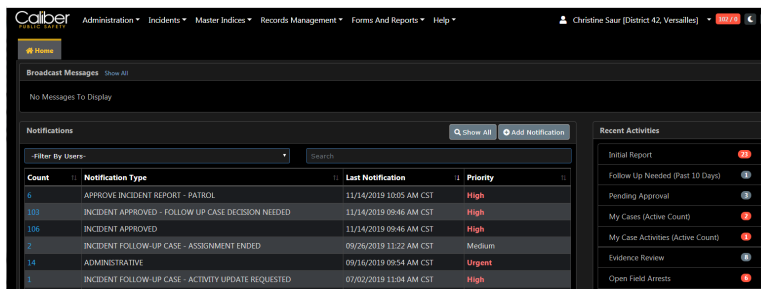 Caliber
PUBLIC SAFETY
Administration Incidents Master Indices Records Management Forms And Reports Help
Christine Saur [District 42, Versailles] 102 / 0
Home
Broadcast Messages Show All
No Messages To Display
Notifications Show All Add Notification
-Filter By Users- Search
Count Notification Type Last Notification Priority
6 APPROVE INCIDENT REPORT - PATROL 11/14/2019 10:05 AM CST High
103 INCIDENT APPROVED - FOLLOW UP CASE DECISION NEEDED 11/14/2019 09:46 AM CST High
106 INCIDENT APPROVED 11/14/2019 09:46 AM CST High
2 INCIDENT FOLLOW-UP CASE - ASSIGNMENT ENDED 09/26/2019 11:22 AM CST Medium
14 ADMINISTRATIVE 09/16/2019 09:54 AM CST Urgent
1 INCIDENT FOLLOW-UP CASE - ACTIVITY UPDATE REQUESTED 07/02/2019 11:04 AM CST High
Recent Activities
Initial Report 23
Follow Up Needed (Past 10 Days) 1
Pending Approval 3
My Cases (Active Count) 2
My Case Activities (Active Count) 1
Evidence Review 8
Open Field Arrests 6